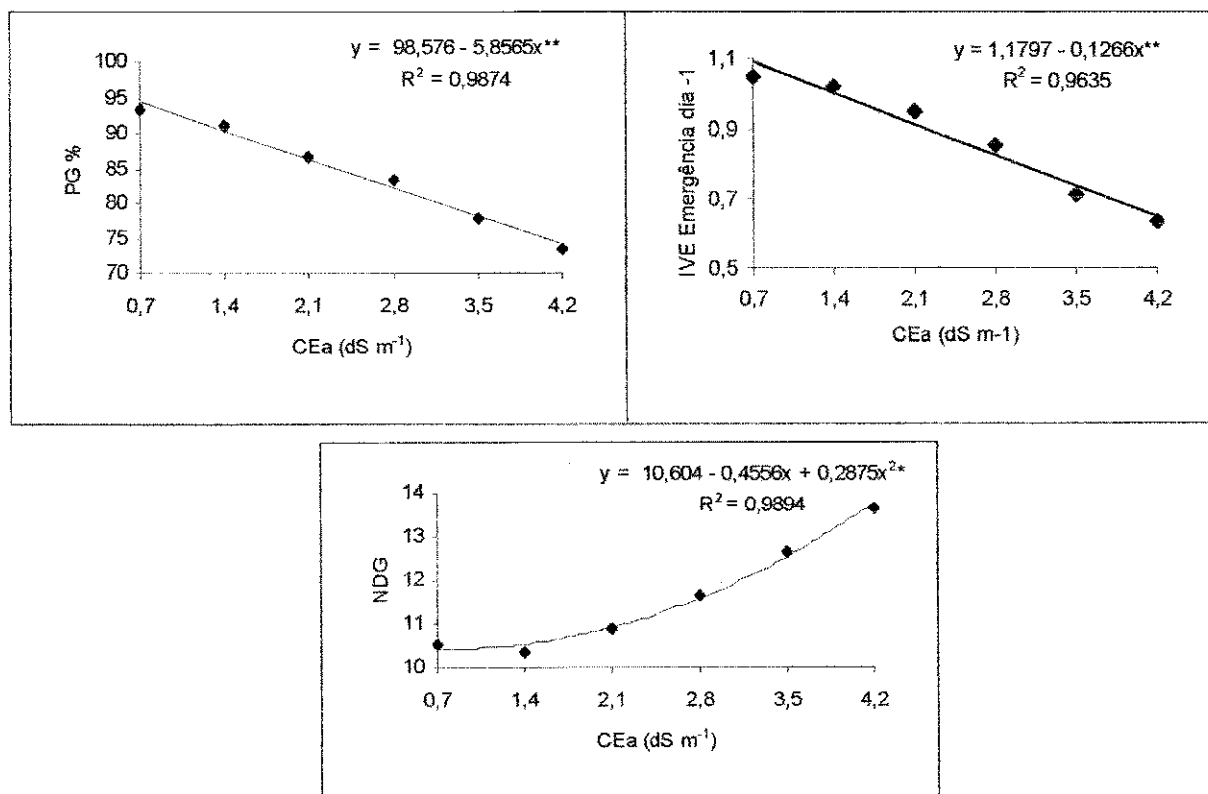 y = 98,576 - 5,8565x**
R² = 0,9874
PG %
100
95
90
85
80
75
70
0,7 1,4 2,1 2,8 3,5 4,2
CEa (dS m⁻¹)
y = 1,1797 - 0,1266x**
R² = 0,9635
IVE Emergência dia -1
1,1
0,9
0,7
0,5
0,7 1,4 2,1 2,8 3,5 4,2
CEa (dS m-1)
y = 10,604 - 0,4556x + 0,2875x²*
R² = 0,9894
NDG
14
13
12
11
10
0,7 1,4 2,1 2,8 3,5 4,2
CEa (dS m⁻¹)